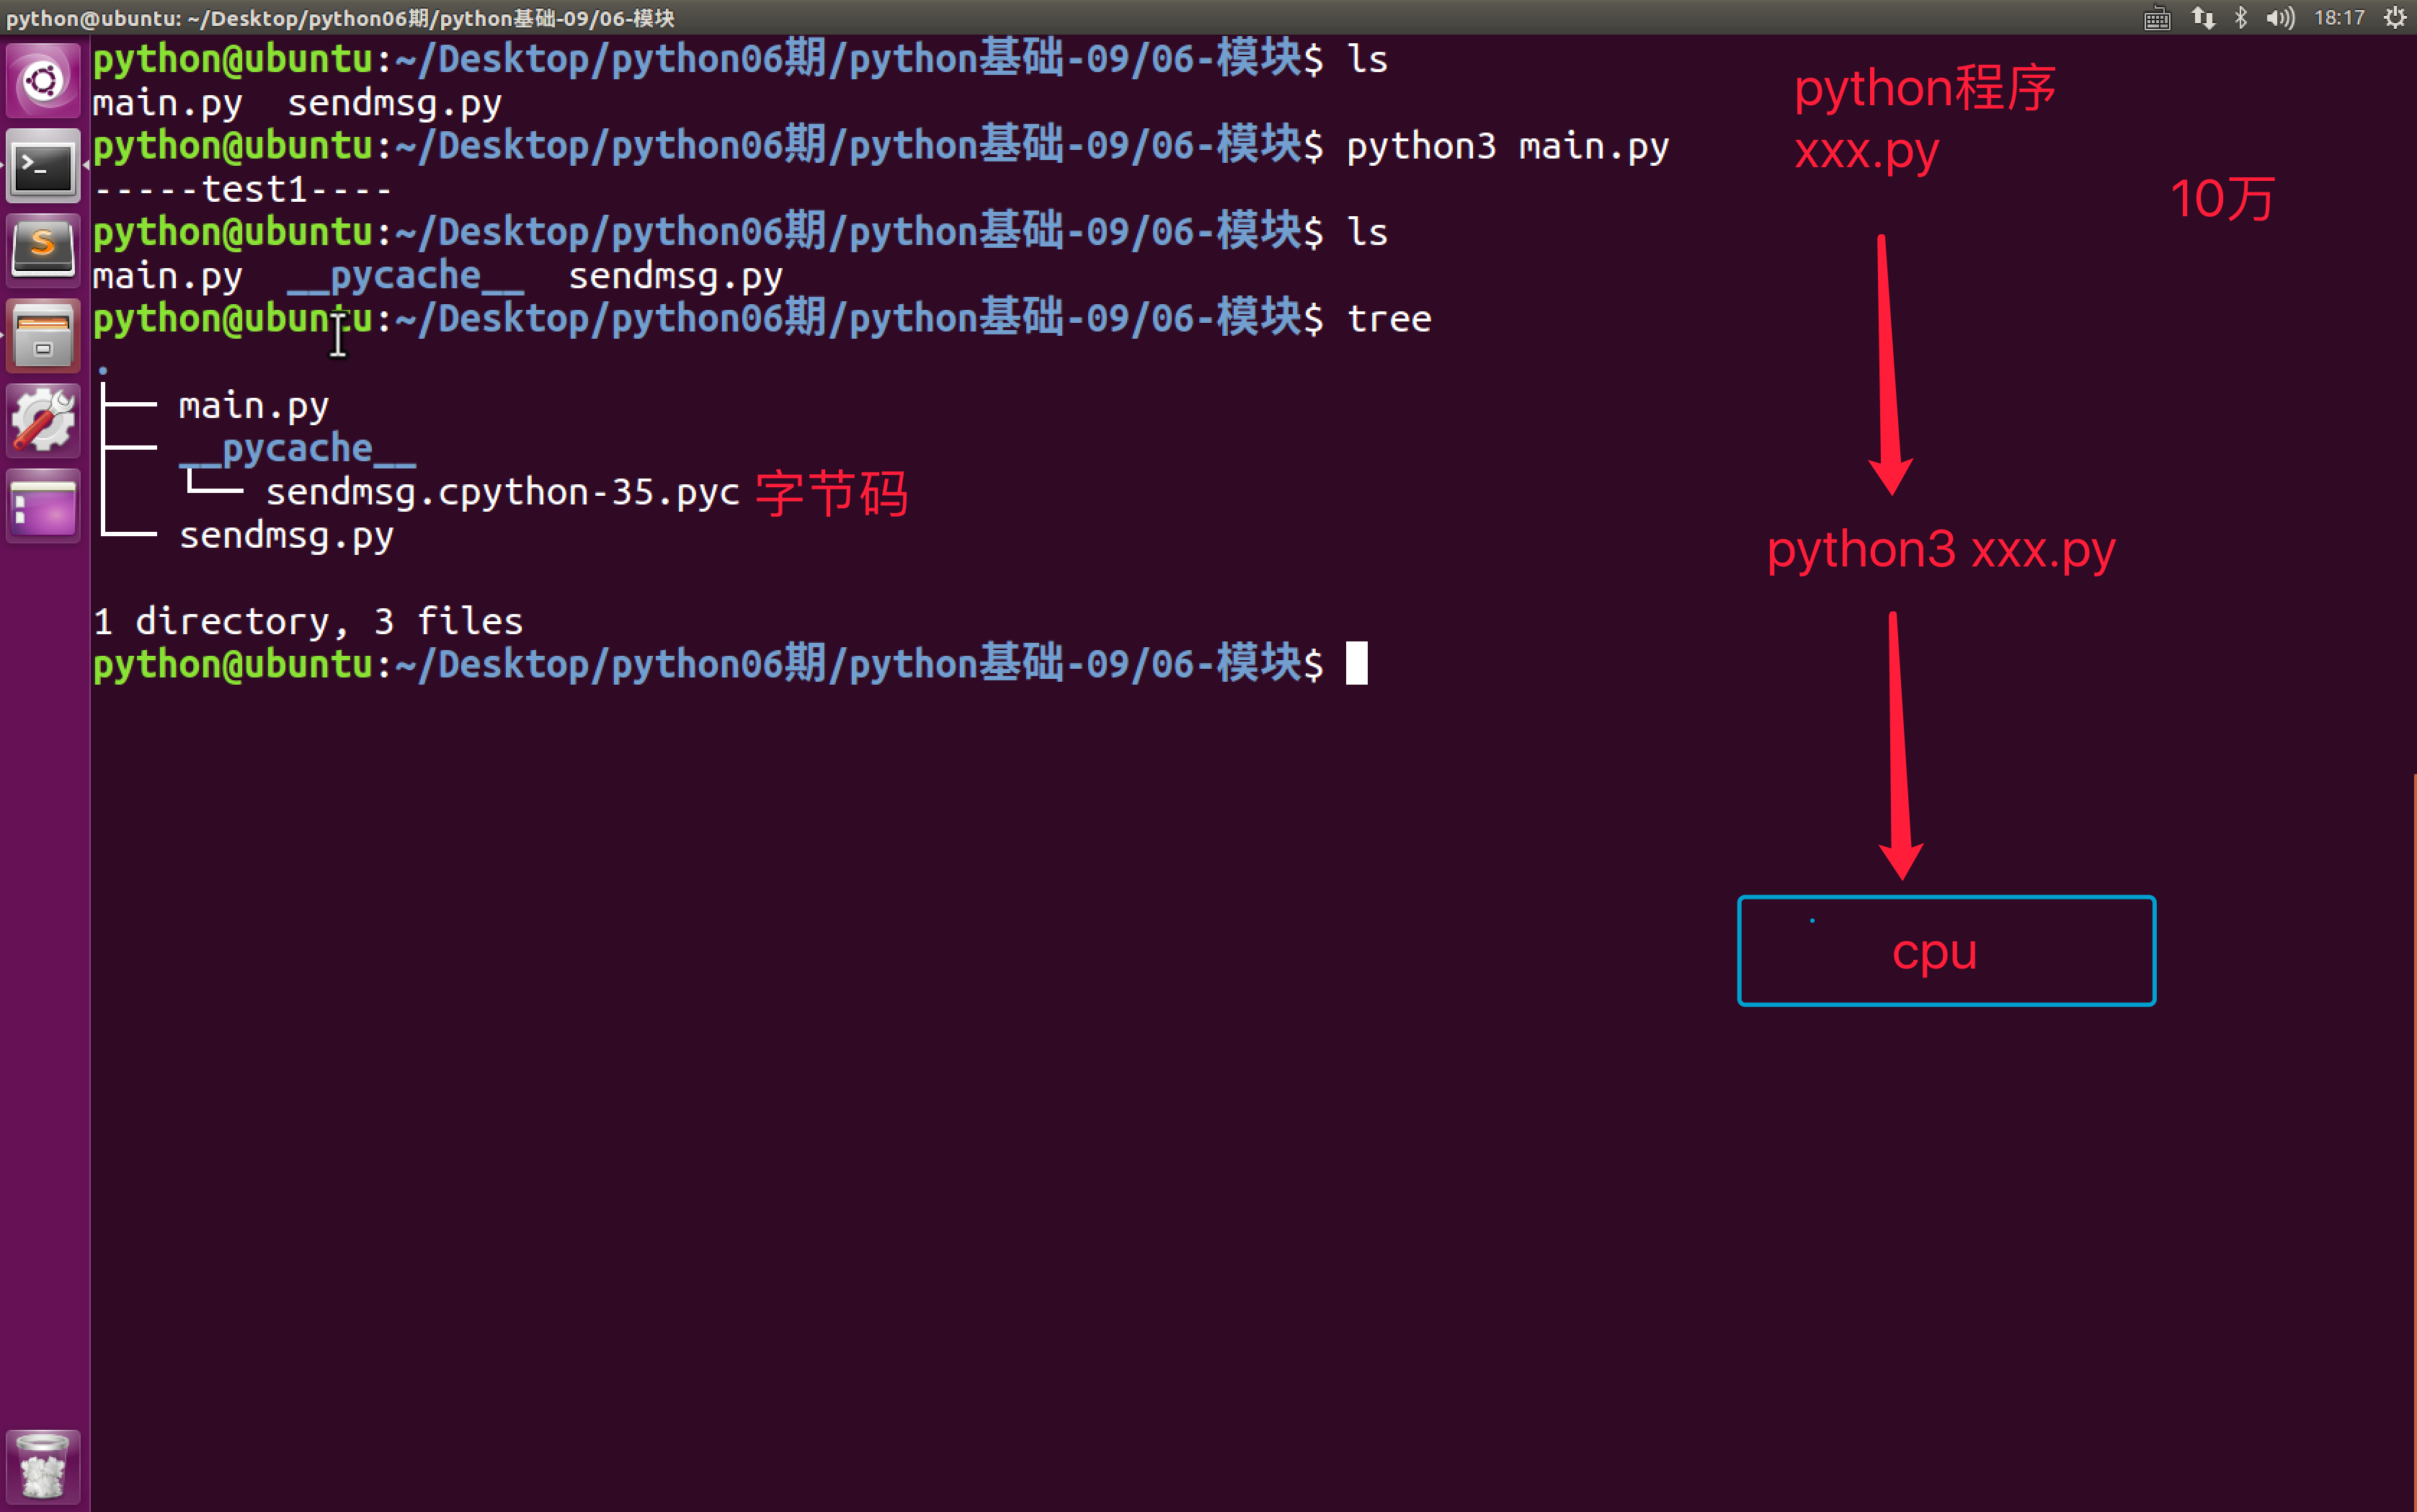 python@ubuntu: ~/Desktop/python06期/python基础-09/06-模块
18:17
python@ubuntu:~/Desktop/python06期/python基础-09/06-模块$ ls
main.py  sendmsg.py
python@ubuntu:~/Desktop/python06期/python基础-09/06-模块$ python3 main.py
-----test1----
python@ubuntu:~/Desktop/python06期/python基础-09/06-模块$ ls
main.py  __pycache__  sendmsg.py
python@ubuntu:~/Desktop/python06期/python基础-09/06-模块$ tree
.
├── main.py
├── __pycache__
│   └── sendmsg.cpython-35.pyc 字节码
└── sendmsg.py
1 directory, 3 files
python@ubuntu:~/Desktop/python06期/python基础-09/06-模块$
python程序
xxx.py
10万
python3 xxx.py
cpu